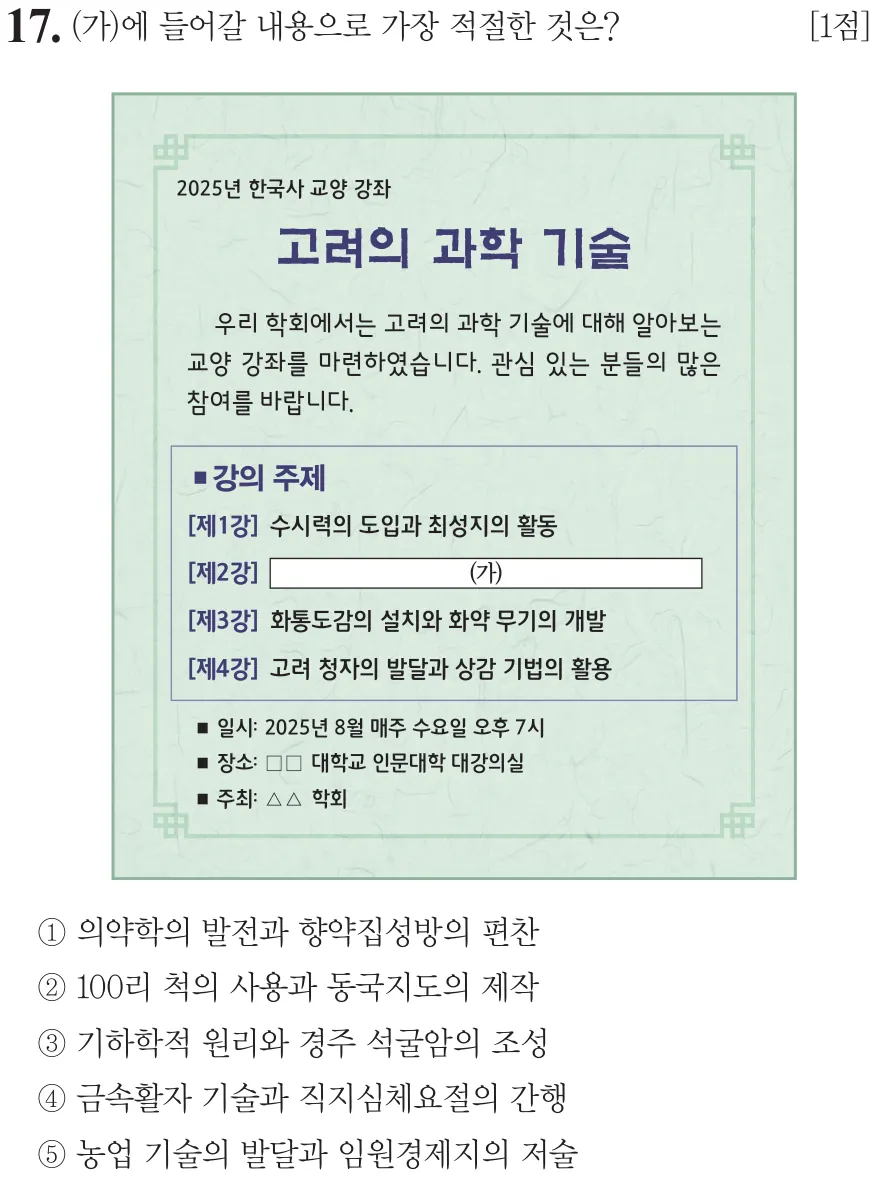 17. (가)에 들어갈 내용으로 가장 적절한 것은? [1점]
2025년 한국사 교양 강좌
고려의 과학 기술
우리 학회에서는 고려의 과학 기술에 대해 알아보는
교양 강좌를 마련하였습니다. 관심 있는 분들의 많은
참여를 바랍니다.
■ 강의 주제
[제1강] 수시력의 도입과 최성지의 활동
[제2강] (가)
[제3강] 화통도감의 설치와 화약 무기의 개발
[제4강] 고려 청자의 발달과 상감 기법의 활용
■ 일시: 2025년 8월 매주 수요일 오후 7시
■ 장소: □□ 대학교 인문대학 대강의실
■ 주최: △△ 학회
① 의약학의 발전과 향약집성방의 편찬
② 100리 척의 사용과 동국지도의 제작
③ 기하학적 원리와 경주 석굴암의 조성
④ 금속활자 기술과 직지심체요절의 간행
⑤ 농업 기술의 발달과 임원경제지의 저술